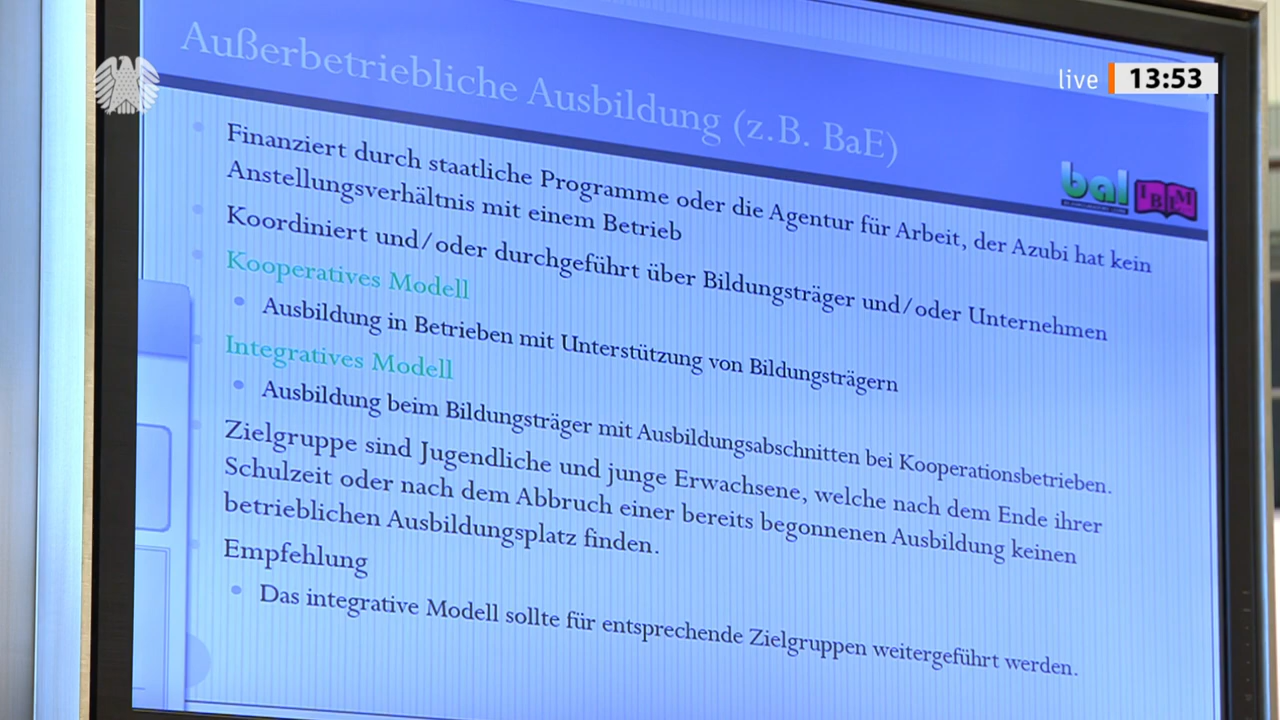 live 13:53
Außerbetriebliche Ausbildung (z.B. BaE)
bal IBBM
Finanziert durch staatliche Programme oder die Agentur für Arbeit, der Azubi hat kein
Anstellungsverhältnis mit einem Betrieb
Koordiniert und/oder durchgeführt über Bildungsträger und/oder Unternehmen
Kooperatives Modell
Ausbildung in Betrieben mit Unterstützung von Bildungsträgern
Integratives Modell
Ausbildung beim Bildungsträger mit Ausbildungsabschnitten bei Kooperationsbetrieben.
Zielgruppe sind Jugendliche und junge Erwachsene, welche nach dem Ende ihrer
Schulzeit oder nach dem Abbruch einer bereits begonnenen Ausbildung keinen
betrieblichen Ausbildungsplatz finden.
Empfehlung
Das integrative Modell sollte für entsprechende Zielgruppen weitergeführt werden.